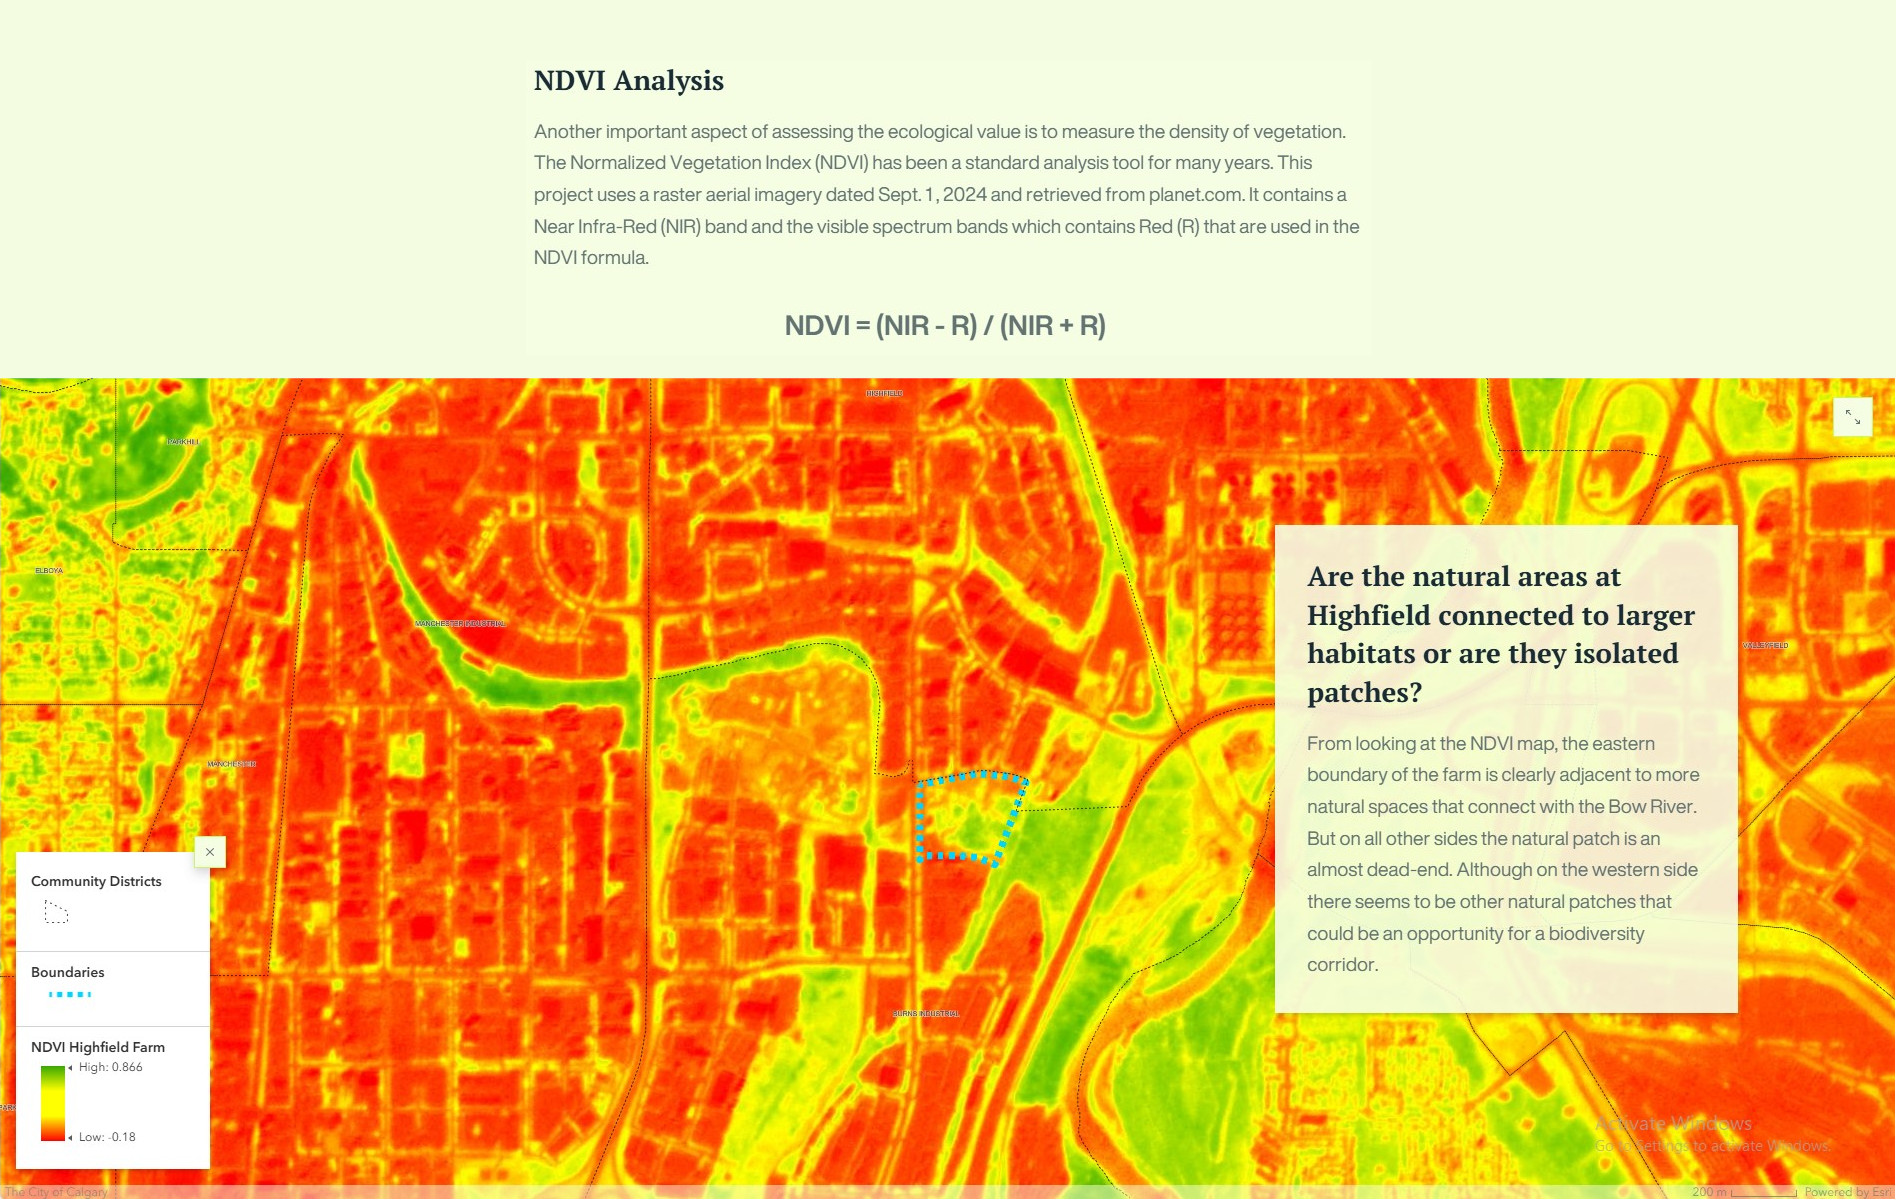 NDVI Analysis
Another important aspect of assessing the ecological value is to measure the density of vegetation.
The Normalized Vegetation Index (NDVI) has been a standard analysis tool for many years. This
project uses a raster aerial imagery dated Sept. 1, 2024 and retrieved from planet.com. It contains a
Near Infra-Red (NIR) band and the visible spectrum bands which contains Red (R) that are used in the
NDVI formula.
NDVI = (NIR - R) / (NIR + R)
HIGHFIELD
PARKHILL
ELBOYA
MANCHESTER INDUSTRIAL
VALLEYFIELD
MANCHESTER
BURNS INDUSTRIAL
Are the natural areas at
Highfield connected to larger
habitats or are they isolated
patches?
From looking at the NDVI map, the eastern
boundary of the farm is clearly adjacent to more
natural spaces that connect with the Bow River.
But on all other sides the natural patch is an
almost dead-end. Although on the western side
there seems to be other natural patches that
could be an opportunity for a biodiversity
corridor.
Community Districts
Boundaries
NDVI Highfield Farm
High: 0.866
Low: -0.18
Activate Windows
Go to Settings to activate Windows.
The City of Calgary
200 m
Powered by Esri